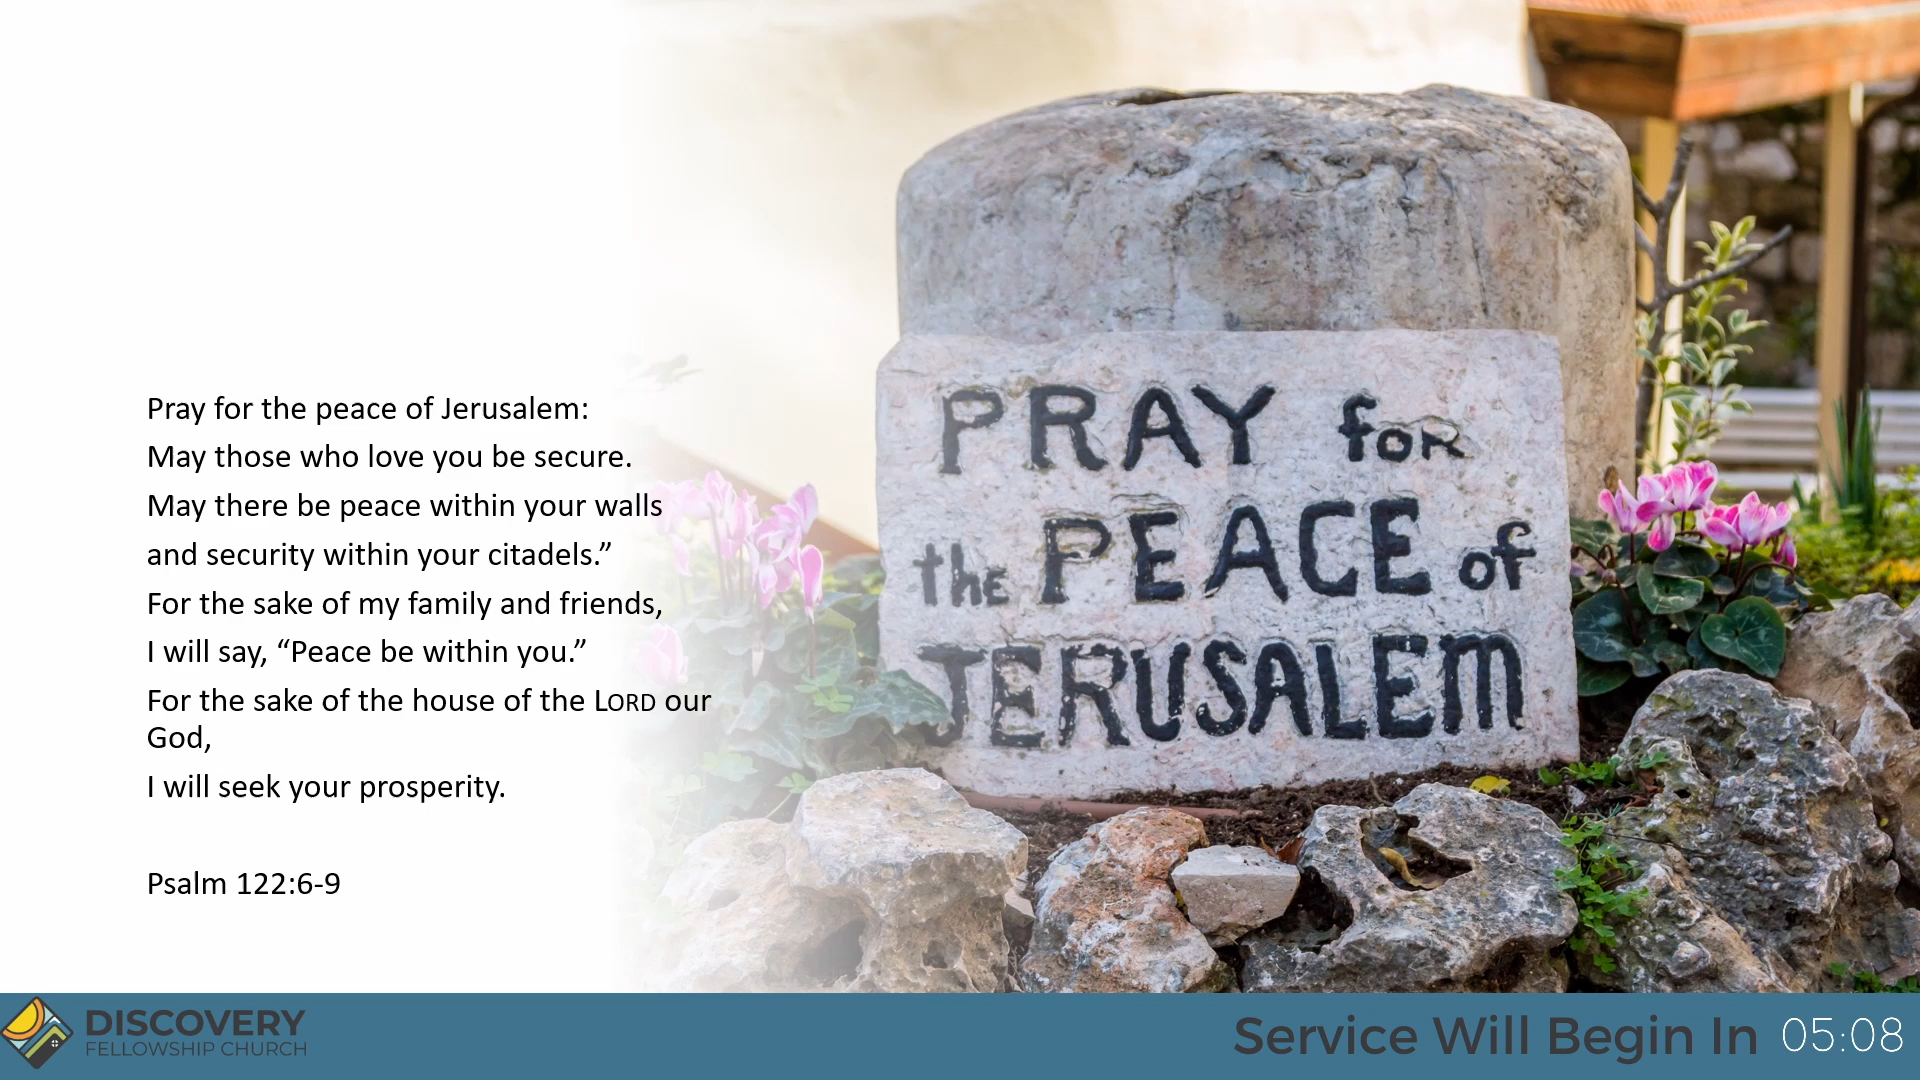 Pray for the peace of Jerusalem:
May those who love you be secure.
May there be peace within your walls
and security within your citadels.”
For the sake of my family and friends,
I will say, “Peace be within you.”
For the sake of the house of the LORD our
God,
I will seek your prosperity.
Psalm 122:6-9
PRAY for
the PEACE of
JERUSALEM
DISCOVERY
FELLOWSHIP CHURCH
Service Will Begin In 05:08